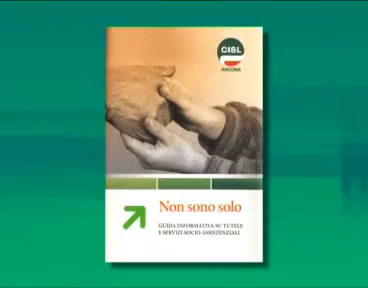 CISL
ANCONA
Non sono solo
GUIDA INFORMATIVA SU TUTELE
E SERVIZI SOCIO ASSISTENZIALI